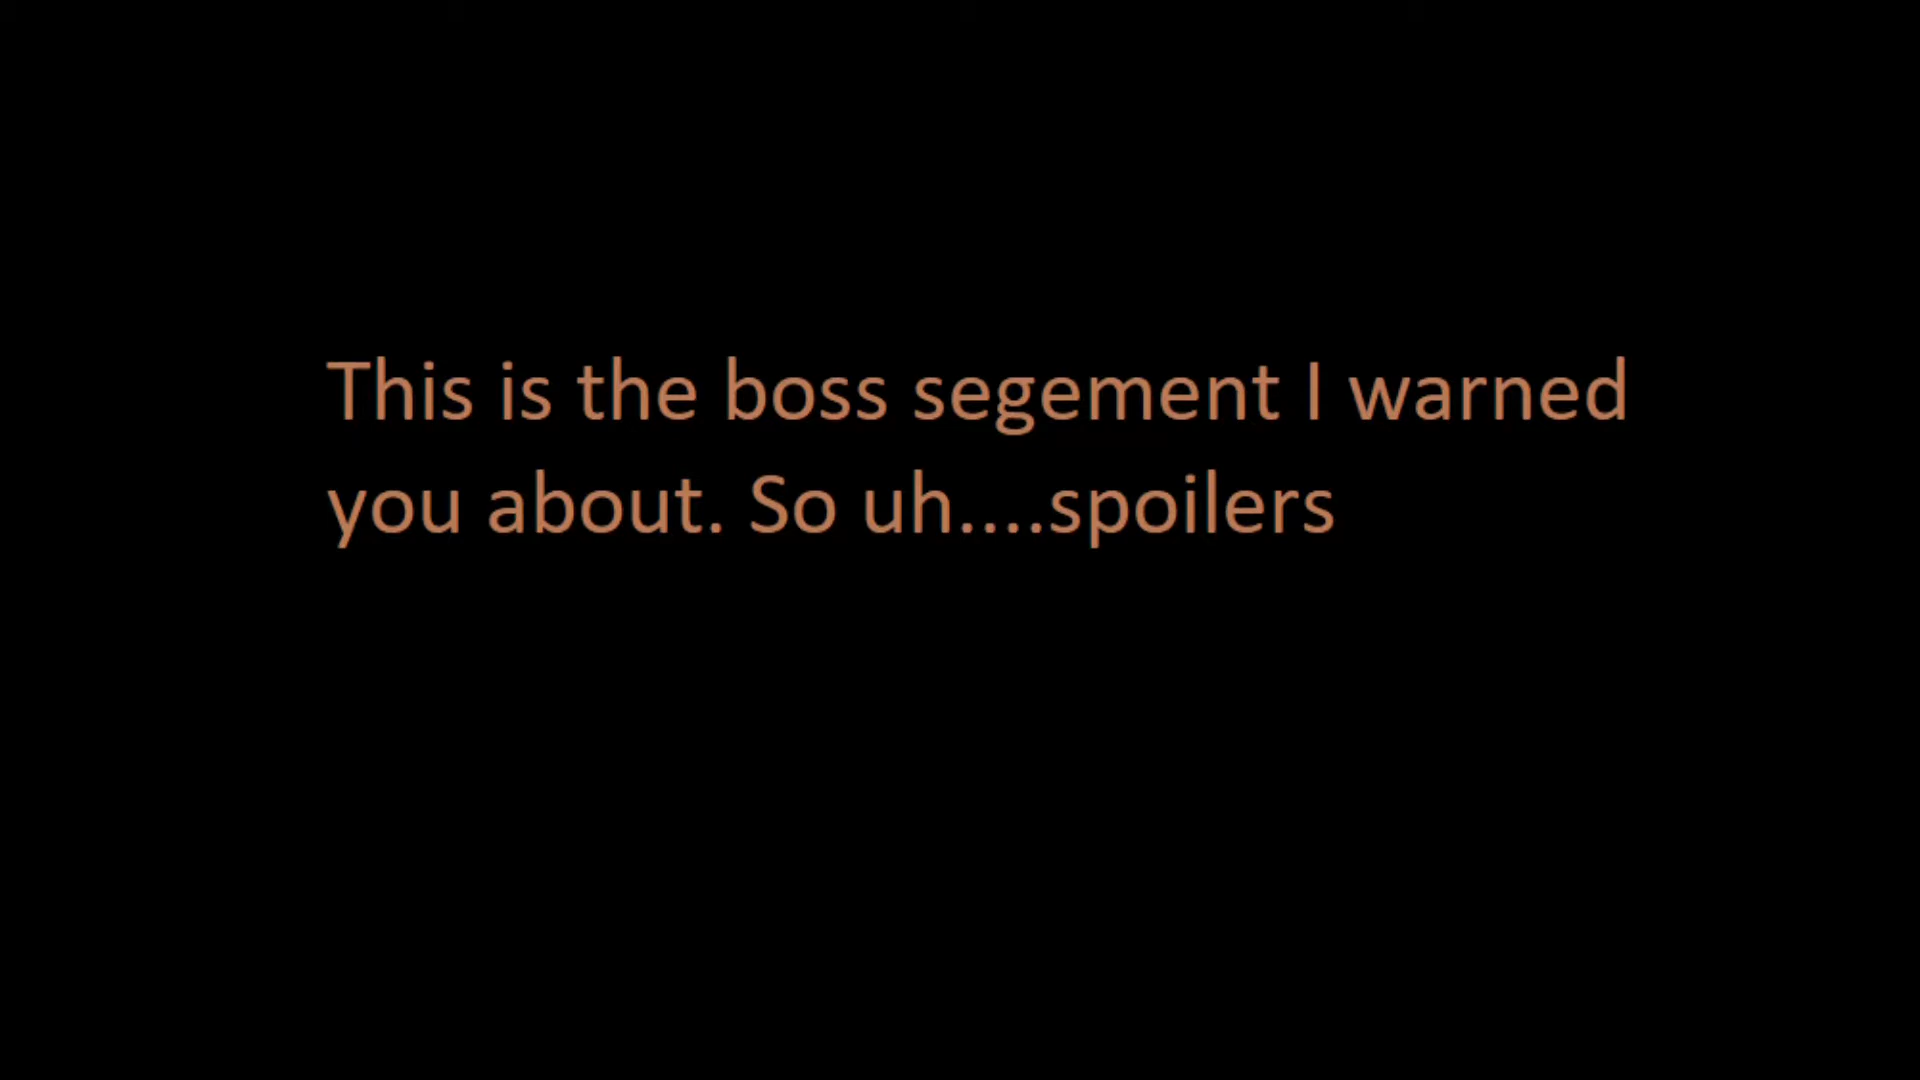 This is the boss segement I warned
you about. So uh....spoilers